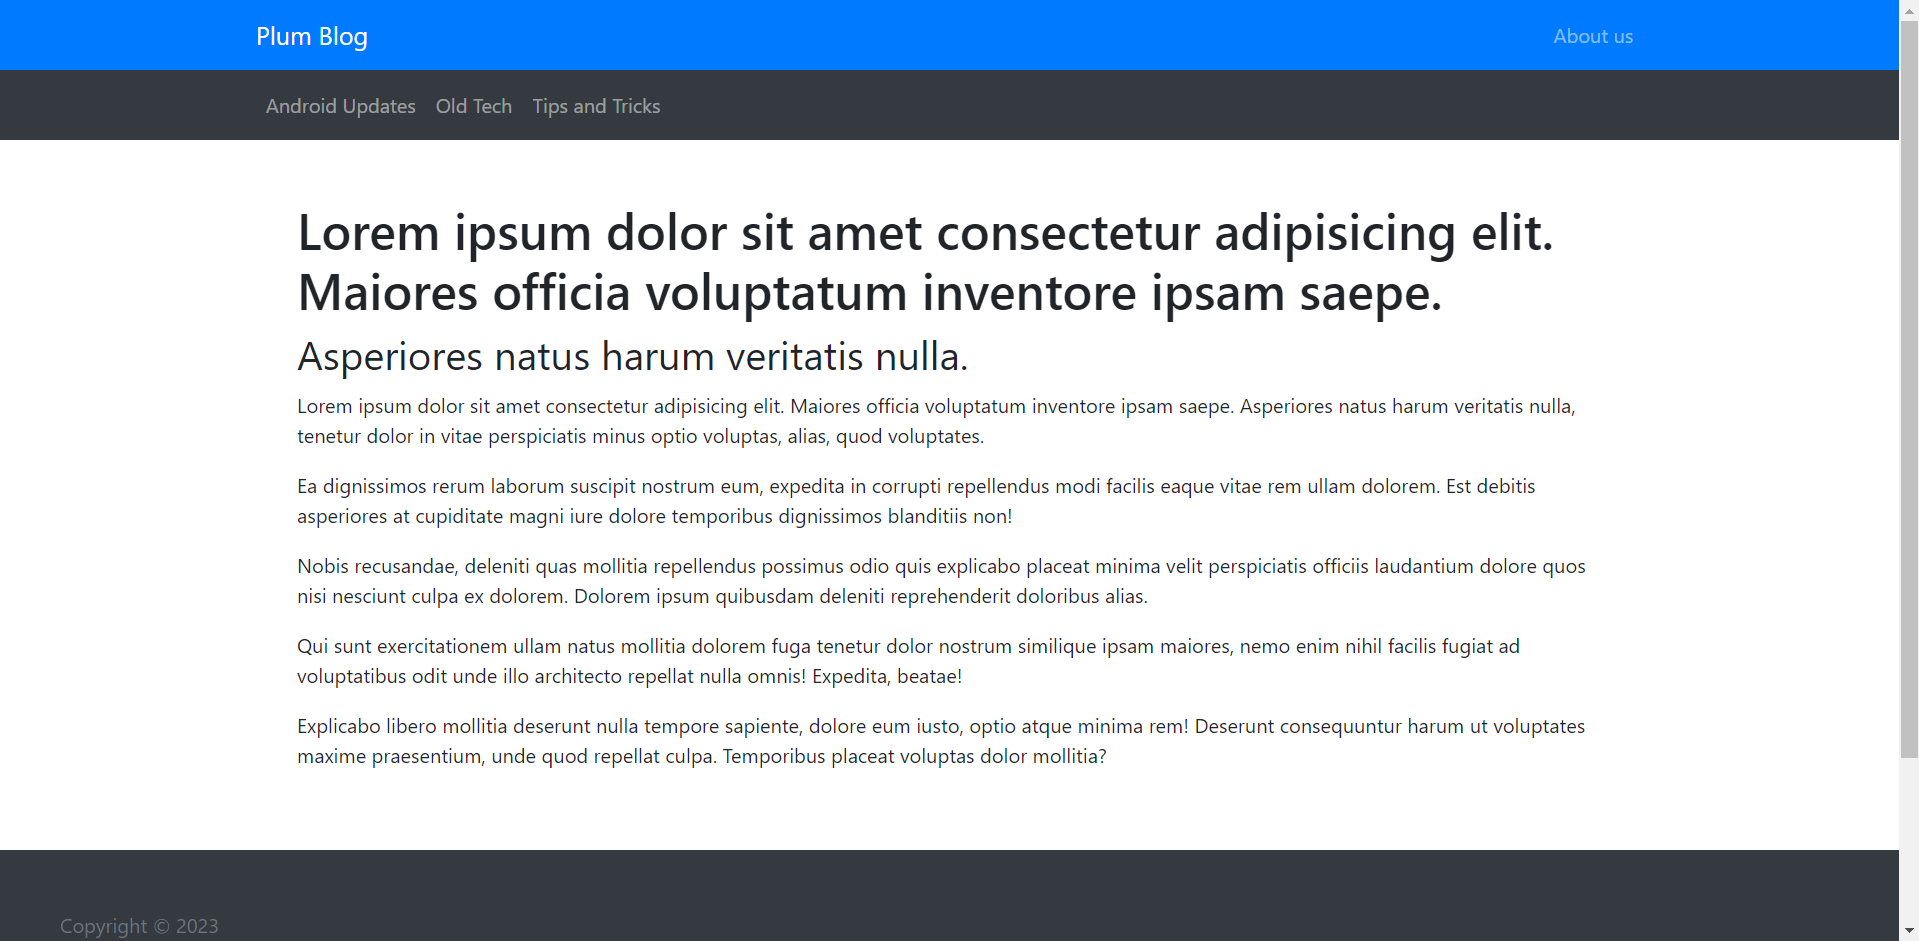 Plum Blog
About us
Android Updates Old Tech Tips and Tricks
Lorem ipsum dolor sit amet consectetur adipisicing elit.
Maiores officia voluptatum inventore ipsam saepe.
Asperiores natus harum veritatis nulla.
Lorem ipsum dolor sit amet consectetur adipisicing elit. Maiores officia voluptatum inventore ipsam saepe. Asperiores natus harum veritatis nulla,
tenetur dolor in vitae perspiciatis minus optio voluptas, alias, quod voluptates.
Ea dignissimos rerum laborum suscipit nostrum eum, expedita in corrupti repellendus modi facilis eaque vitae rem ullam dolorem. Est debitis
asperiores at cupiditate magni iure dolore temporibus dignissimos blanditiis non!
Nobis recusandae, deleniti quas mollitia repellendus possimus odio quis explicabo placeat minima velit perspiciatis officiis laudantium dolore quos
nisi nesciunt culpa ex dolorem. Dolorem ipsum quibusdam deleniti reprehenderit doloribus alias.
Qui sunt exercitationem ullam natus mollitia dolorem fuga tenetur dolor nostrum similique ipsam maiores, nemo enim nihil facilis fugiat ad
voluptatibus odit unde illo architecto repellat nulla omnis! Expedita, beatae!
Explicabo libero mollitia deserunt nulla tempore sapiente, dolore eum iusto, optio atque minima rem! Deserunt consequuntur harum ut voluptates
maxime praesentium, unde quod repellat culpa. Temporibus placeat voluptas dolor mollitia?
Copyright © 2023